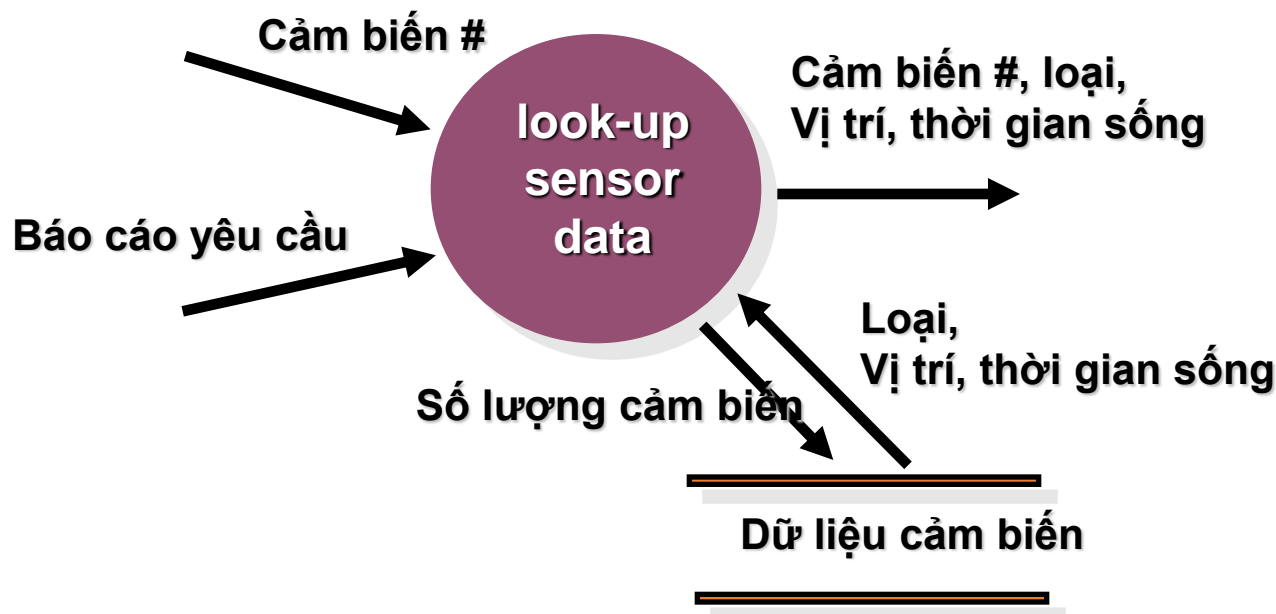 Cảm biến #
Cảm biến #, loại,
Vị trí, thời gian sống
look-up
sensor
data
Báo cáo yêu cầu
Loại,
Vị trí, thời gian sống
Số lượng cảm biến
Dữ liệu cảm biến